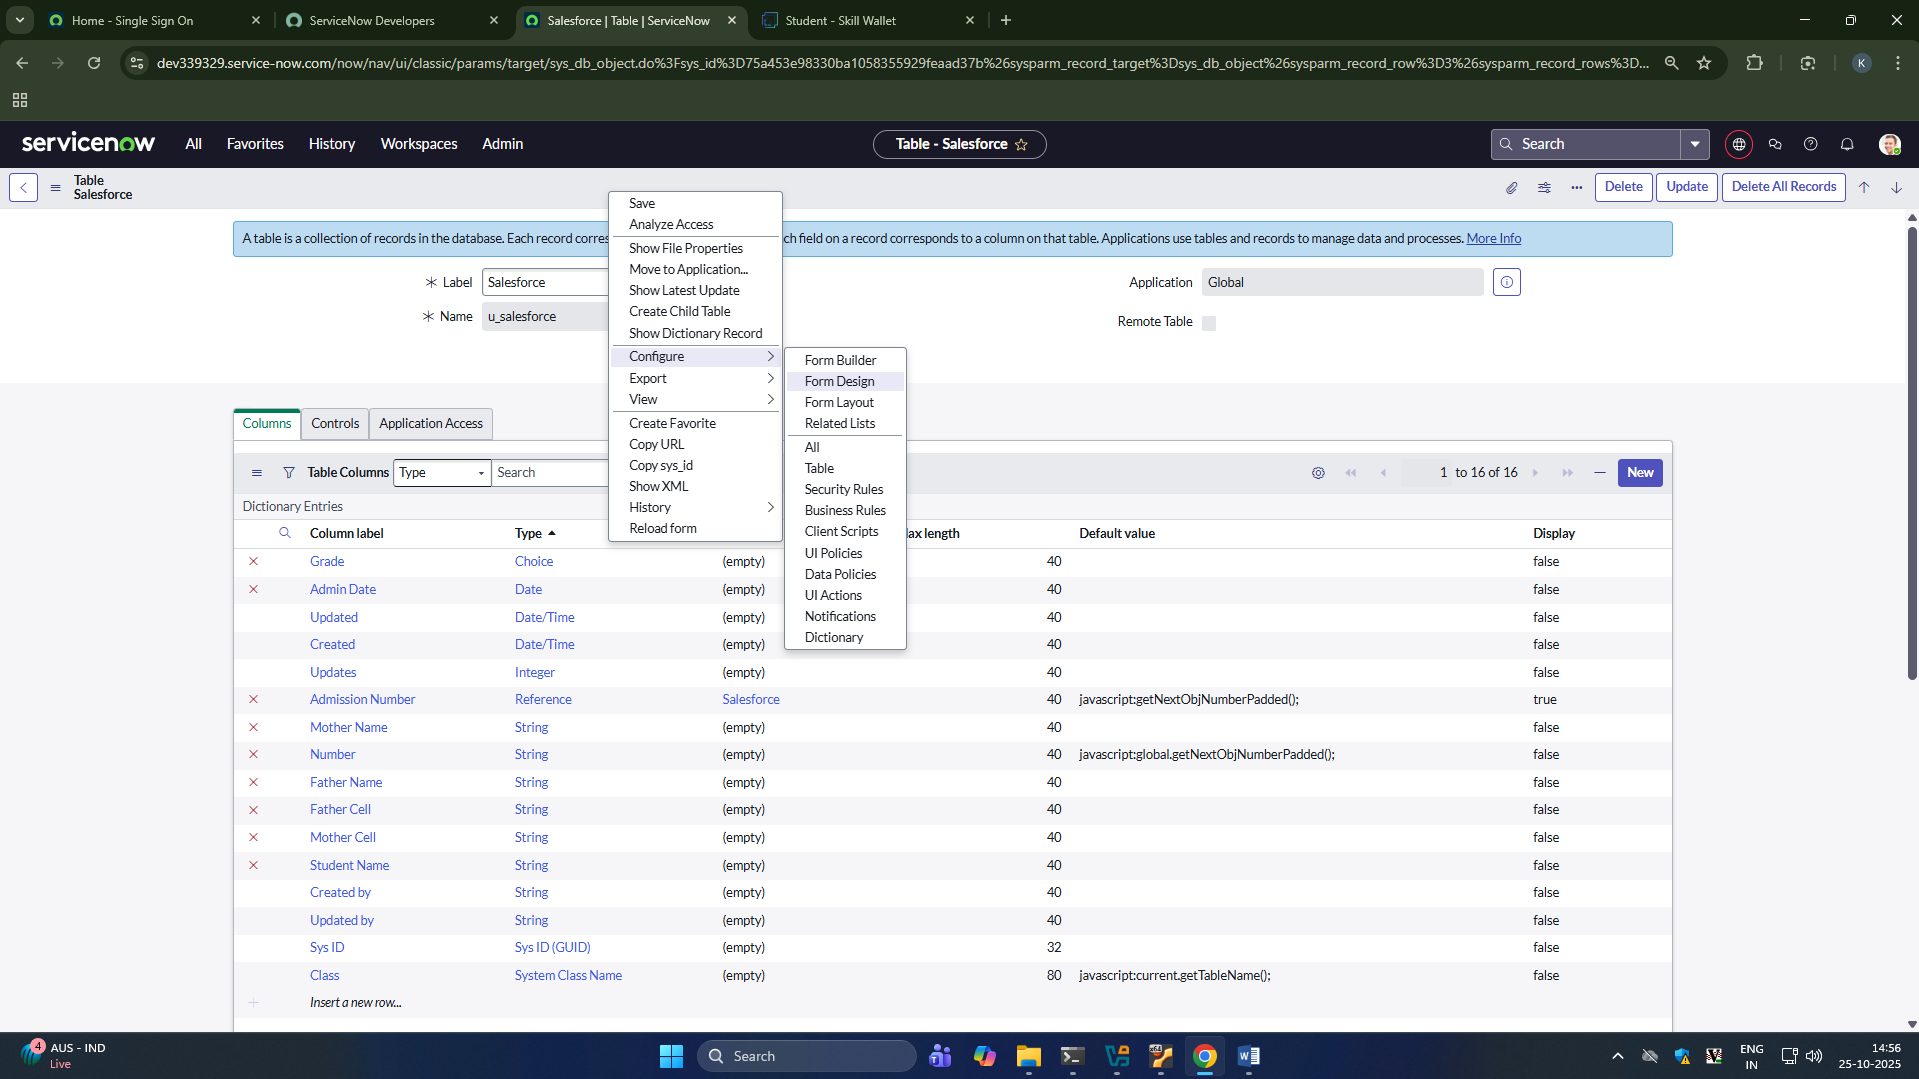 Home - Single Sign On
ServiceNow Developers
Salesforce | Table | ServiceNow
Student - Skill Wallet
dev339329.service-now.com/now/nav/ui/classic/params/target/sys_db_object.do%3Fsys_id%3D75a453e98330ba1058355929feaad37b%26sysparm_record_target%3Dsys_db_object%26sysparm_record_row%3D3%26sysparm_record_rows%3D...
K
servicenow
All
Favorites
History
Workspaces
Admin
Table - Salesforce
Search
Table
Salesforce
Delete
Update
Delete All Records
A table is a collection of records in the database. Each record corres
ch field on a record corresponds to a column on that table. Applications use tables and records to manage data and processes. More Info
Label Salesforce
Application Global
Name u_salesforce
Remote Table
Save
Analyze Access
Show File Properties
Move to Application...
Show Latest Update
Create Child Table
Show Dictionary Record
Configure
Export
View
Create Favorite
Copy URL
Copy sys_id
Show XML
History
Reload form
Form Builder
Form Design
Form Layout
Related Lists
All
Table
Security Rules
Business Rules
Client Scripts
UI Policies
Data Policies
UI Actions
Notifications
Dictionary
Columns
Controls
Application Access
Table Columns Type Search
1 to 16 of 16
New
Dictionary Entries
Column label Type ax length Default value Display
Grade Choice (empty) 40 false
Admin Date Date (empty) 40 false
Updated Date/Time (empty) 40 false
Created Date/Time (empty) 40 false
Updates Integer (empty) 40 false
Admission Number Reference Salesforce 40 javascript:getNextObjNumberPadded(); true
Mother Name String (empty) 40 false
Number String (empty) 40 javascript:global.getNextObjNumberPadded(); false
Father Name String (empty) 40 false
Father Cell String (empty) 40 false
Mother Cell String (empty) 40 false
Student Name String (empty) 40 false
Created by String (empty) 40 false
Updated by String (empty) 40 false
Sys ID Sys ID (GUID) (empty) 32 false
Class System Class Name (empty) 80 javascript:current.getTableName(); false
Insert a new row...
4
AUS - IND
Live
Search
ENG
IN
14:56
25-10-2025